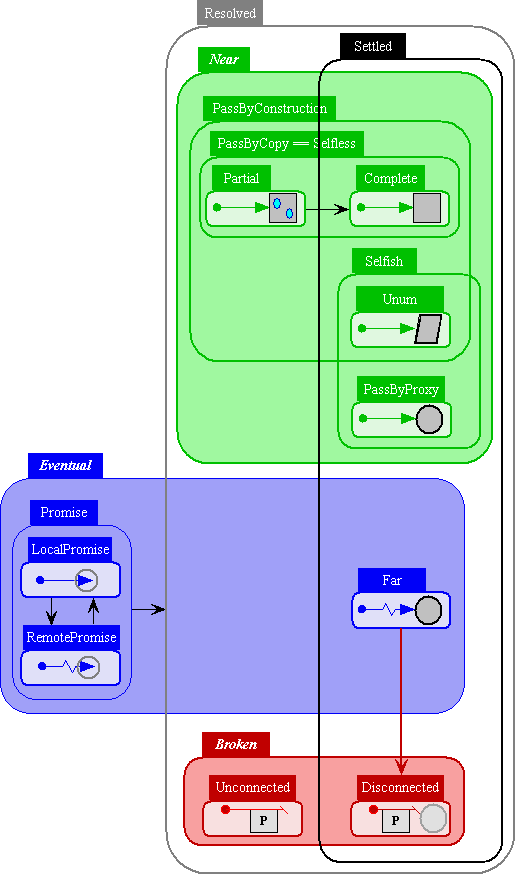 Resolved
Settled
Near
PassByConstruction
PassByCopy == Selfless
Partial
Complete
Selfish
Unum
PassByProxy
Eventual
Promise
LocalPromise
Far
RemotePromise
Broken
Unconnected
Disconnected
P
P